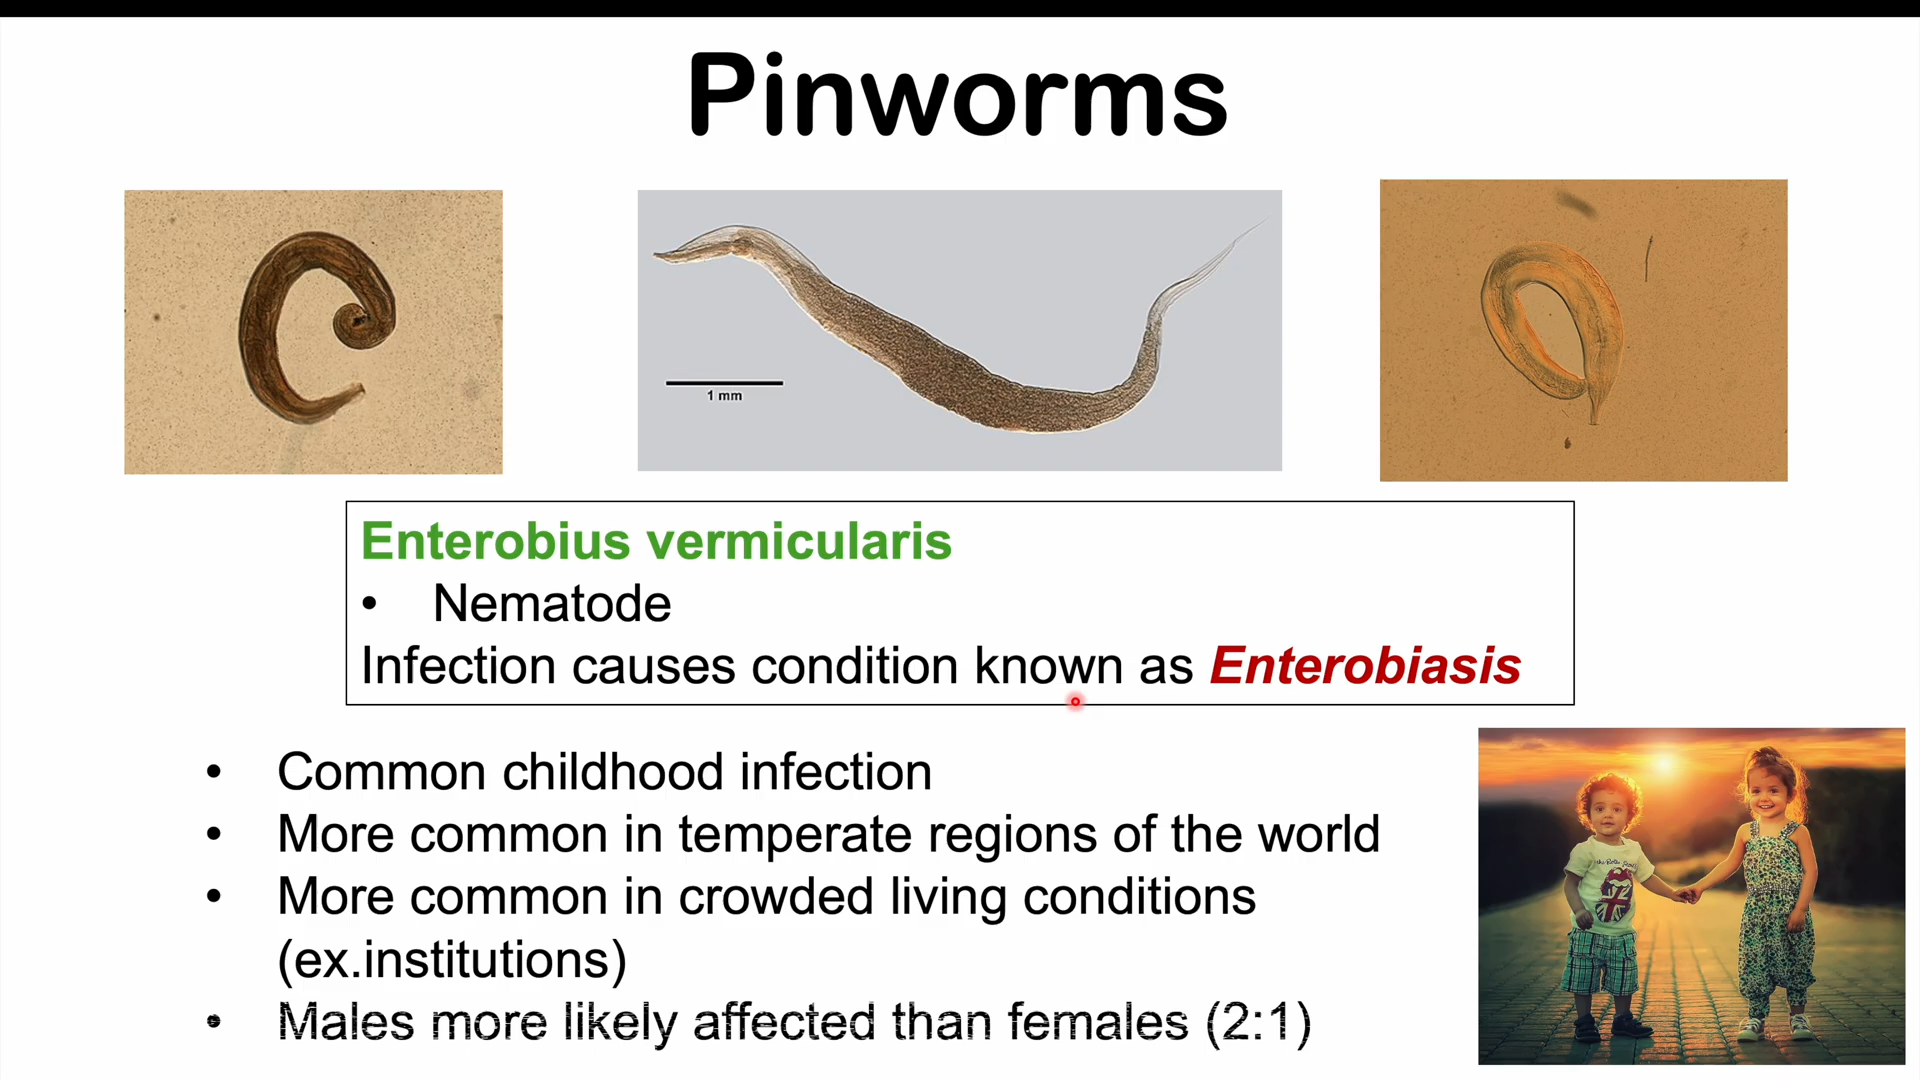 Pinworms
1 mm
Enterobius vermicularis
• Nematode
Infection causes condition known as Enterobiasis
• Common childhood infection
• More common in temperate regions of the world
• More common in crowded living conditions
(ex.institutions)
• Males more likely affected than females (2:1)